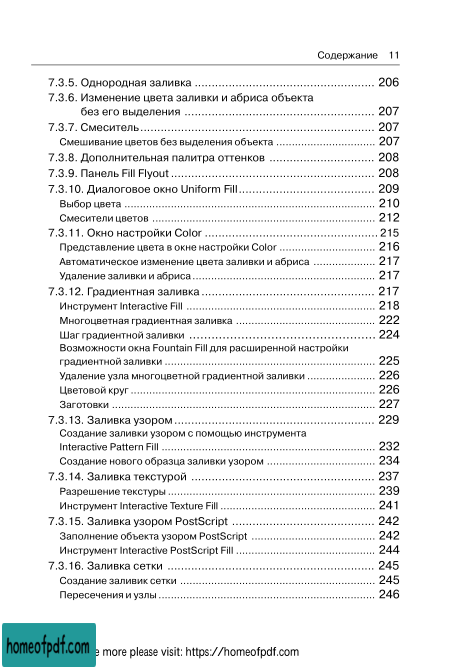 Содержание 11
7.3.5. Однородная заливка ..................................................... 206
7.3.6. Изменение цвета заливки и абриса объекта
без его выделения ........................................................ 207
7.3.7. Смеситель..................................................................... 207
Смешивание цветов без выделения объекта ............................. 207
7.3.8. Дополнительная палитра оттенков ............................... 208
7.3.9. Панель Fill Flyout............................................................ 208
7.3.10. Диалоговое окно Uniform Fill........................................ 209
Выбор цвета .......................................................................... 210
Смесители цветов ................................................................... 212
7.3.11. Окно настройки Color ................................................... 215
Представление цвета в окне настройки Color ............................ 216
Автоматическое изменение цвета заливки и абриса .................. 217
Удаление заливки и абриса...................................................... 217
7.3.12. Градиентная заливка................................................... 217
Инструмент Interactive Fill ........................................................ 218
Многоцветная градиентная заливка .......................................... 222
Шаг градиентной заливки ............................................... 224
Возможности окна Fountain Fill для расширенной настройки
градиентной заливки ............................................................... 225
Удаление узла многоцветной градиентной заливки .................... 226
Цветовой круг ......................................................................... 226
Заготовки ............................................................................... 227
7.3.13. Заливка узором............................................................ 229
Создание заливки узором с помощью инструмента
Interactive Pattern Fill ................................................................ 232
Создание нового образца заливки узором ................................ 234
7.3.14. Заливка текстурой ....................................................... 237
Разрешение текстуры .............................................................. 239
Инструмент Interactive Texture Fill .............................................. 241
7.3.15. Заливка узором PostScript ........................................... 242
Заполнение объекта узором PostScript ..................................... 242
Инструмент Interactive PostScript Fill .......................................... 244
7.3.16. Заливка сетки .............................................................. 245
Создание заливик сетки ........................................................... 245
Пересечения и узлы ................................................................. 246
homeofpdf.com
e more please visit: https://homeofpdf.com